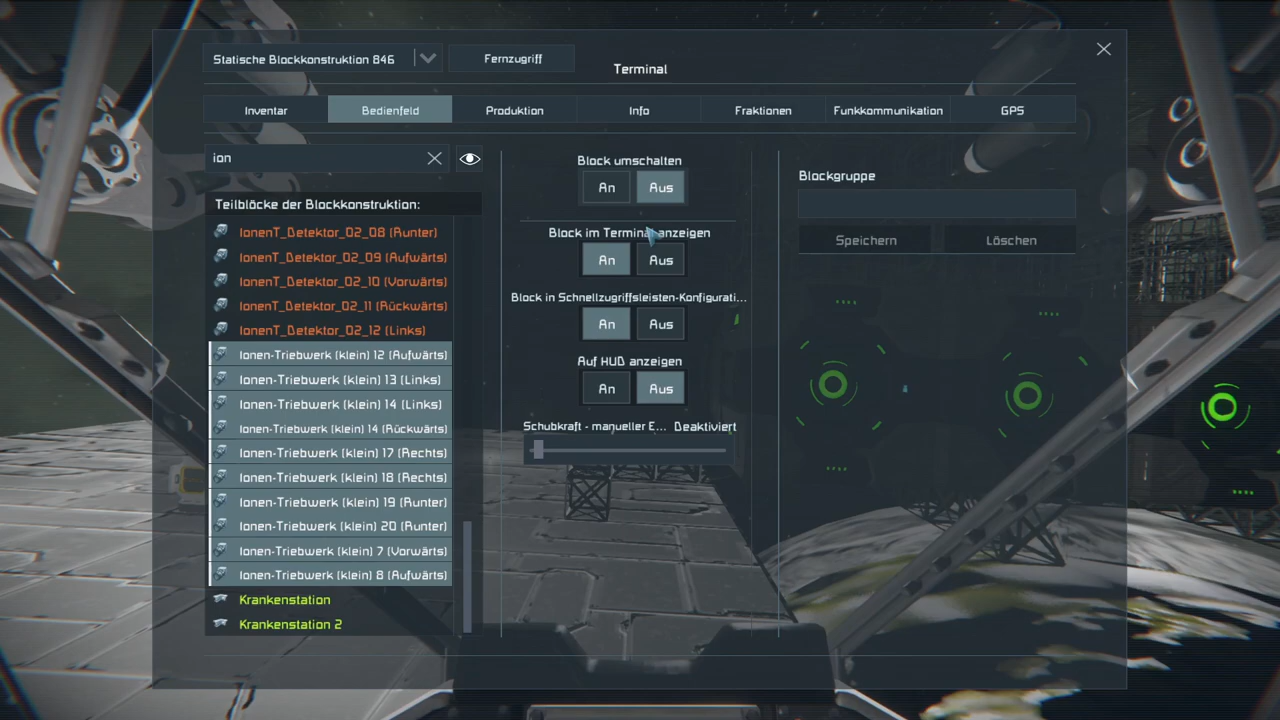 Statische Blockkonstruktion 846
Fernzugriff
Terminal
Inventar
Bedienfeld
Produktion
Info
Fraktionen
Funkkommunikation
GPS
ion
Teilblöcke der Blockkonstruktion:
IonenT_Detektor_02_08 (Runter)
IonenT_Detektor_02_09 (Aufwärts)
IonenT_Detektor_02_10 (Vorwärts)
IonenT_Detektor_02_11 (Rückwärts)
IonenT_Detektor_02_12 (Links)
Ionen-Triebwerk (klein) 12 (Aufwärts)
Ionen-Triebwerk (klein) 13 (Links)
Ionen-Triebwerk (klein) 14 (Links)
Ionen-Triebwerk (klein) 14 (Rückwärts)
Ionen-Triebwerk (klein) 17 (Rechts)
Ionen-Triebwerk (klein) 18 (Rechts)
Ionen-Triebwerk (klein) 19 (Runter)
Ionen-Triebwerk (klein) 20 (Runter)
Ionen-Triebwerk (klein) 7 (Vorwärts)
Ionen-Triebwerk (klein) 8 (Aufwärts)
Krankenstation
Krankenstation 2
Block umschalten
An Aus
Block im Terminal anzeigen
An Aus
Block in Schnellzugriffsleisten-Konfigurati...
An Aus
Auf HUD anzeigen
An Aus
Schubkraft - manueller E... Deaktiviert
Blockgruppe
Speichern
Löschen